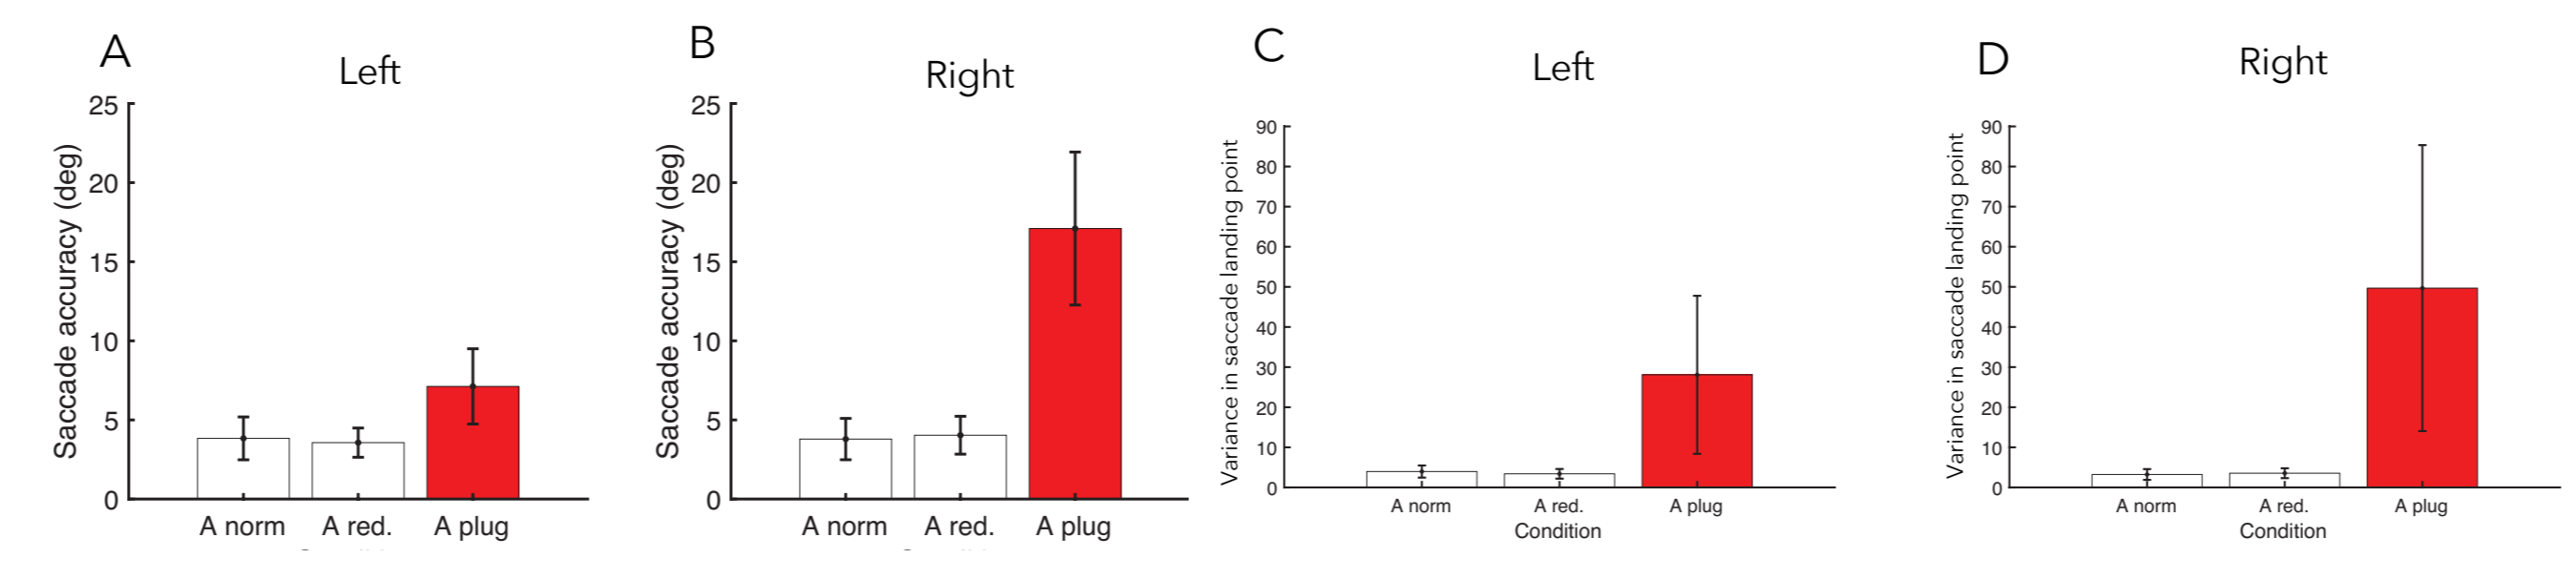 A
Left
Saccade accuracy (deg)
25
20
15
10
5
0
A norm A red. A plug
B
Right
Saccade accuracy (deg)
25
20
15
10
5
0
A norm A red. A plug
C
Left
Variance in saccade landing point
90
80
70
60
50
40
30
20
10
0
A norm A red. A plug
Condition
D
Right
Variance in saccade landing point
90
80
70
60
50
40
30
20
10
0
A norm A red. A plug
Condition